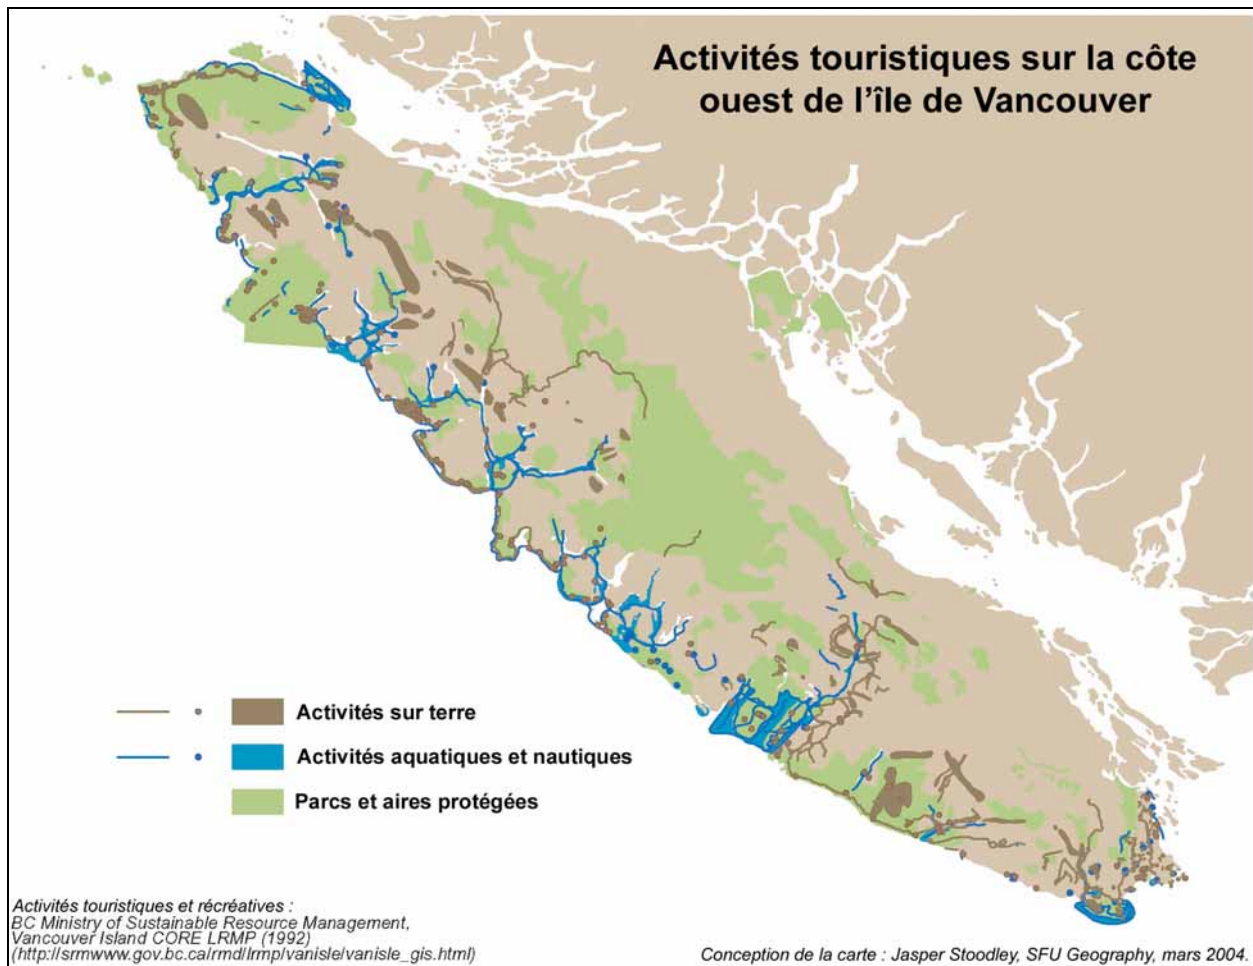 Activités touristiques sur la côte
ouest de l'île de Vancouver
Activités sur terre
Activités aquatiques et nautiques
Parcs et aires protégées
Activités touristiques et récréatives :
BC Ministry of Sustainable Resource Management,
Vancouver Island CORE LRMP (1992)
(http://srmwww.gov.bc.ca/rmd/lrmp/vanisle/vanisle_gis.html)
Conception de la carte : Jasper Stoodley, SFU Geography, mars 2004.